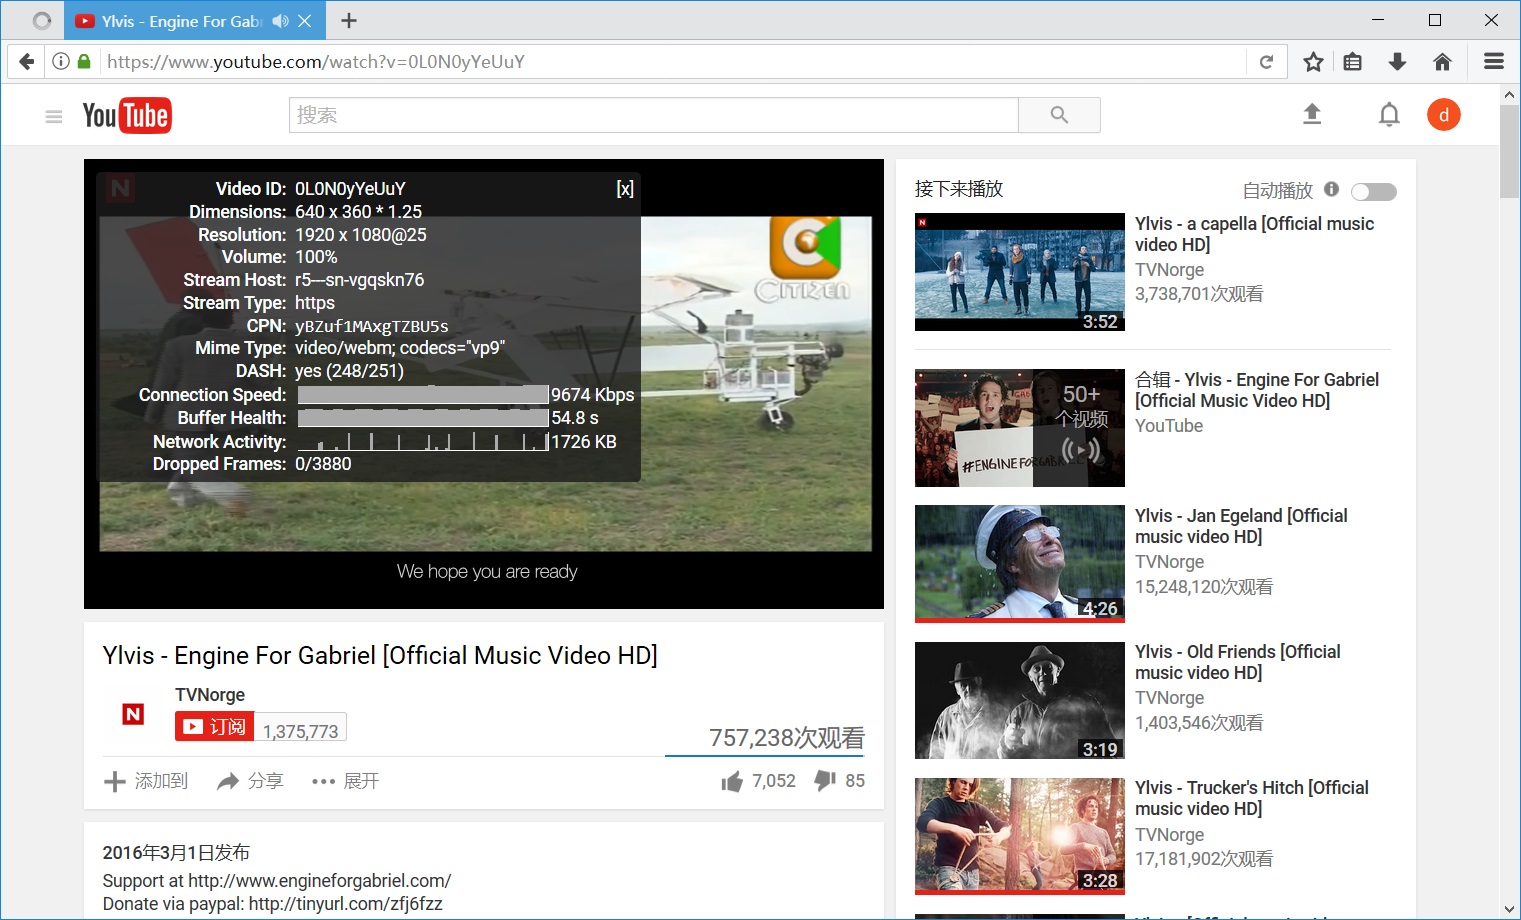 Ylvis - Engine For Gab
https://www.youtube.com/watch?v=0L0N0yYeUuY
YouTube
搜索
d
N
Video ID: 0L0N0yYeUuY
[x]
Dimensions: 640 x 360 * 1.25
Resolution: 1920 x 1080@25
Volume: 100%
Stream Host: r5---sn-vgqskn76
Stream Type: https
CPN: yBZuf1MAxgTZBU5s
Mime Type: video/webm; codecs="vp9"
DASH: yes (248/251)
Connection Speed: 9674 Kbps
Buffer Health: 54.8 s
Network Activity: 1726 KB
Dropped Frames: 0/3880
CITIZEN
We hope you are ready
Ylvis - Engine For Gabriel [Official Music Video HD]
N
TVNorge
订阅 1,375,773
757,238次观看
添加到 分享 展开
7,052 85
2016年3月1日发布
Support at http://www.engineforgabriel.com/
Donate via paypal: http://tinyurl.com/zfj6fzz
接下来播放
自动播放
N
3:52
Ylvis - a capella [Official music
video HD]
TVNorge
3,738,701次观看
50+
个视频
#ENGINEFORGABRIEL
合辑 - Ylvis - Engine For Gabriel
[Official Music Video HD]
YouTube
4:26
Ylvis - Jan Egeland [Official
music video HD]
TVNorge
15,248,120次观看
3:19
Ylvis - Old Friends [Official
music video HD]
TVNorge
1,403,546次观看
3:28
Ylvis - Trucker's Hitch [Official
music video HD]
TVNorge
17,181,902次观看